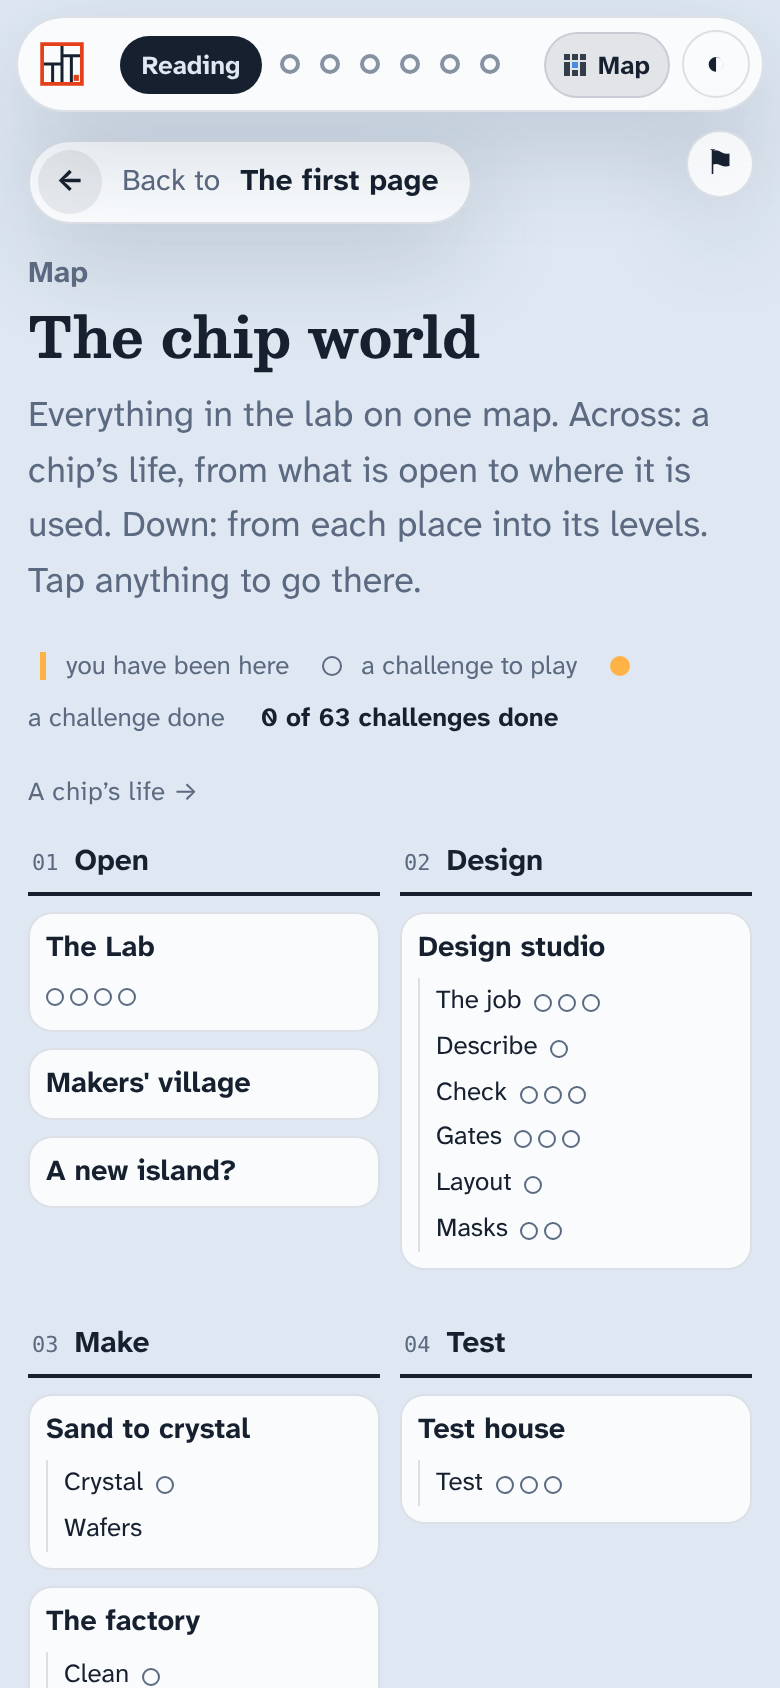 Reading
Map
Back to The first page
Map
The chip world
Everything in the lab on one map. Across: a
chip’s life, from what is open to where it is
used. Down: from each place into its levels.
Tap anything to go there.
you have been here a challenge to play
a challenge done 0 of 63 challenges done
A chip’s life →
01 Open
The Lab
Makers' village
A new island?
02 Design
Design studio
The job
Describe
Check
Gates
Layout
Masks
03 Make
Sand to crystal
Crystal
Wafers
The factory
Clean
04 Test
Test house
Test